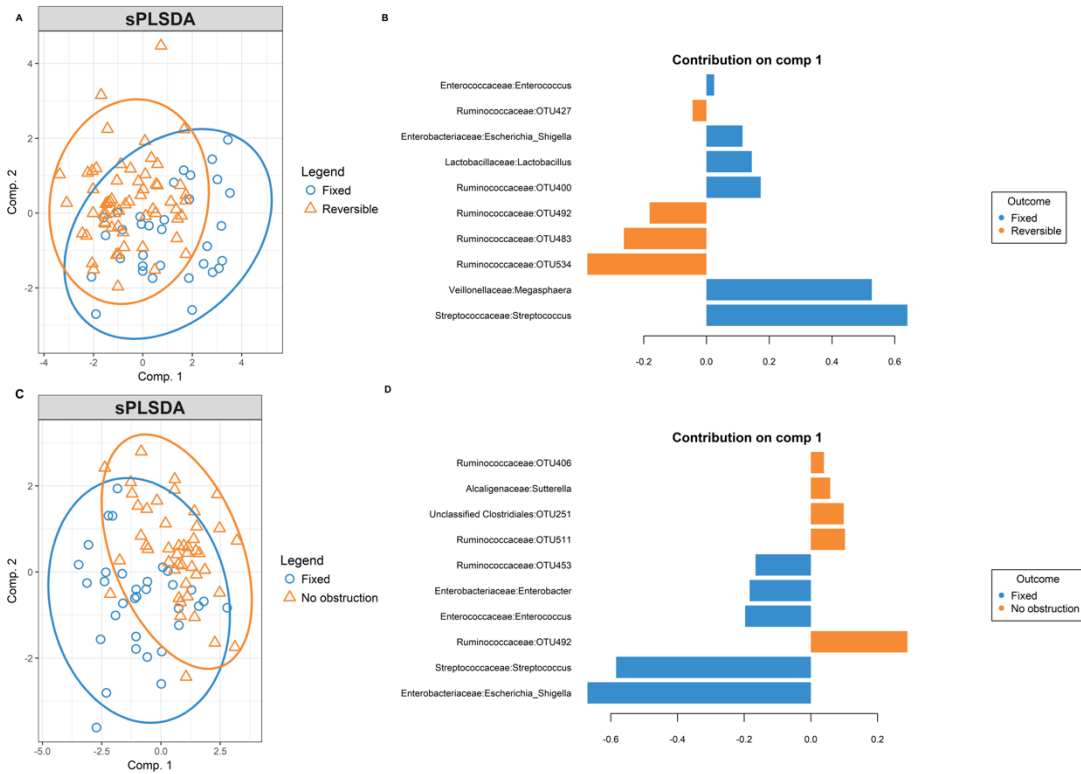 A
sPLSDA
4
2
0
-2
-4
-2
0
2
4
Comp. 2
Comp. 1
Legend
Fixed
Reversible
B
Contribution on comp 1
Enterococcaceae:Enterococcus
Ruminococcaceae:OTU427
Enterobacteriaceae:Escherichia_Shigella
Lactobacillaceae:Lactobacillus
Ruminococcaceae:OTU400
Ruminococcaceae:OTU492
Ruminococcaceae:OTU483
Ruminococcaceae:OTU534
Veillonellaceae:Megasphaera
Streptococcaceae:Streptococcus
-0.2
0.0
0.2
0.4
0.6
Outcome
Fixed
Reversible
C
sPLSDA
2
0
-2
-5.0
-2.5
0.0
2.5
Comp. 2
Comp. 1
Legend
Fixed
No obstruction
D
Contribution on comp 1
Ruminococcaceae:OTU406
Alcaligenaceae:Sutterella
Unclassified Clostridiales:OTU251
Ruminococcaceae:OTU511
Ruminococcaceae:OTU453
Enterobacteriaceae:Enterobacter
Enterococcaceae:Enterococcus
Ruminococcaceae:OTU492
Streptococcaceae:Streptococcus
Enterobacteriaceae:Escherichia_Shigella
-0.6
-0.4
-0.2
0.0
0.2
Outcome
Fixed
No obstruction